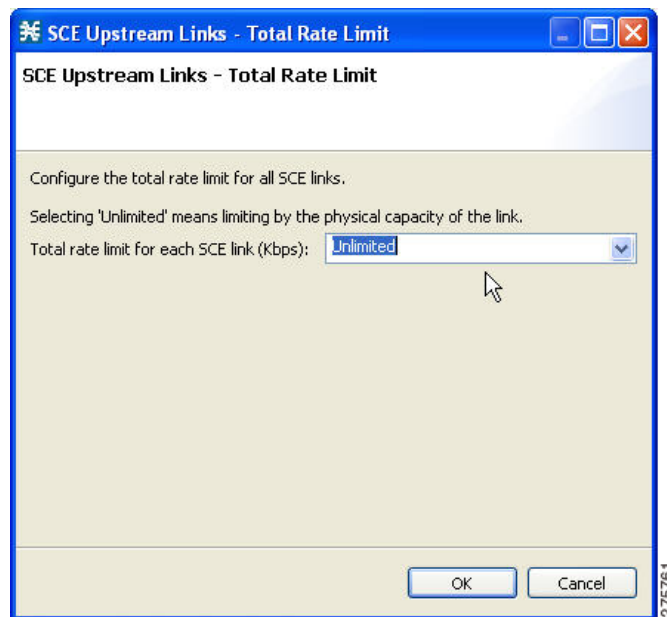 SCE Upstream Links - Total Rate Limit
SCE Upstream Links - Total Rate Limit
Configure the total rate limit for all SCE links.
Selecting 'Unlimited' means limiting by the physical capacity of the link.
Total rate limit for each SCE link (Kbps): Unlimited
OK Cancel
275761